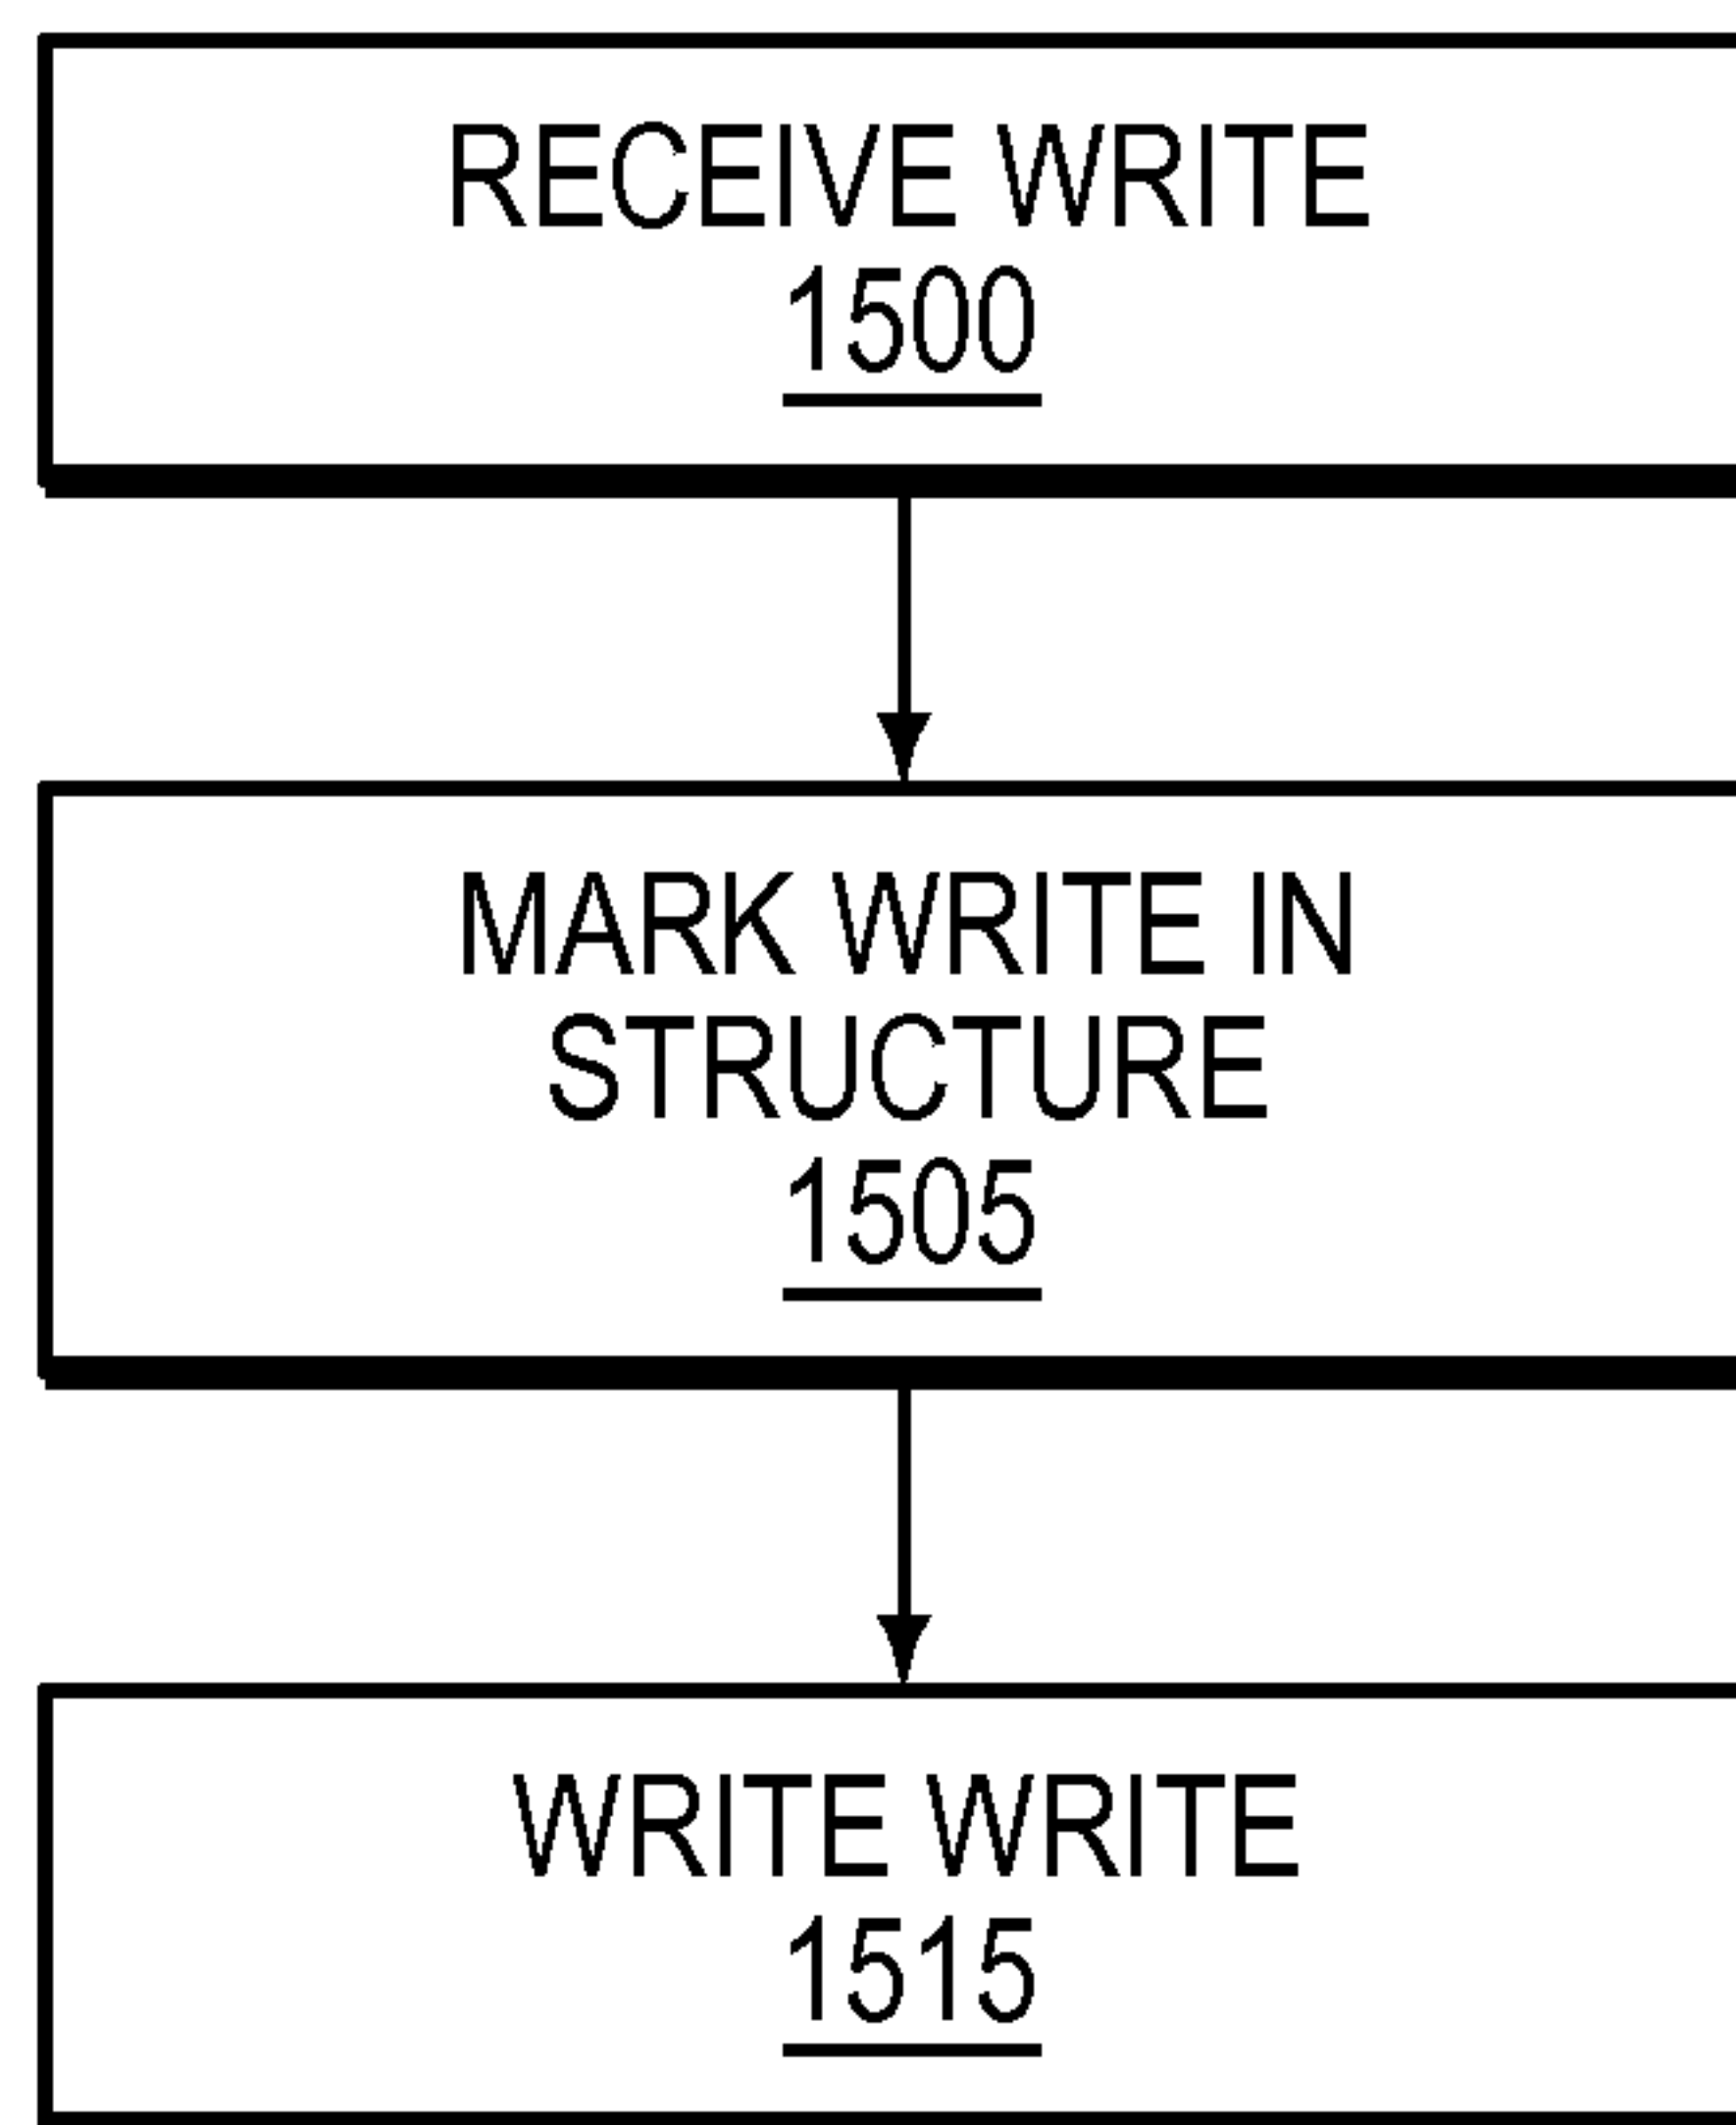 RECEIVE WRITE
1500
MARK WRITE IN
STRUCTURE
1505
WRITE WRITE
1515